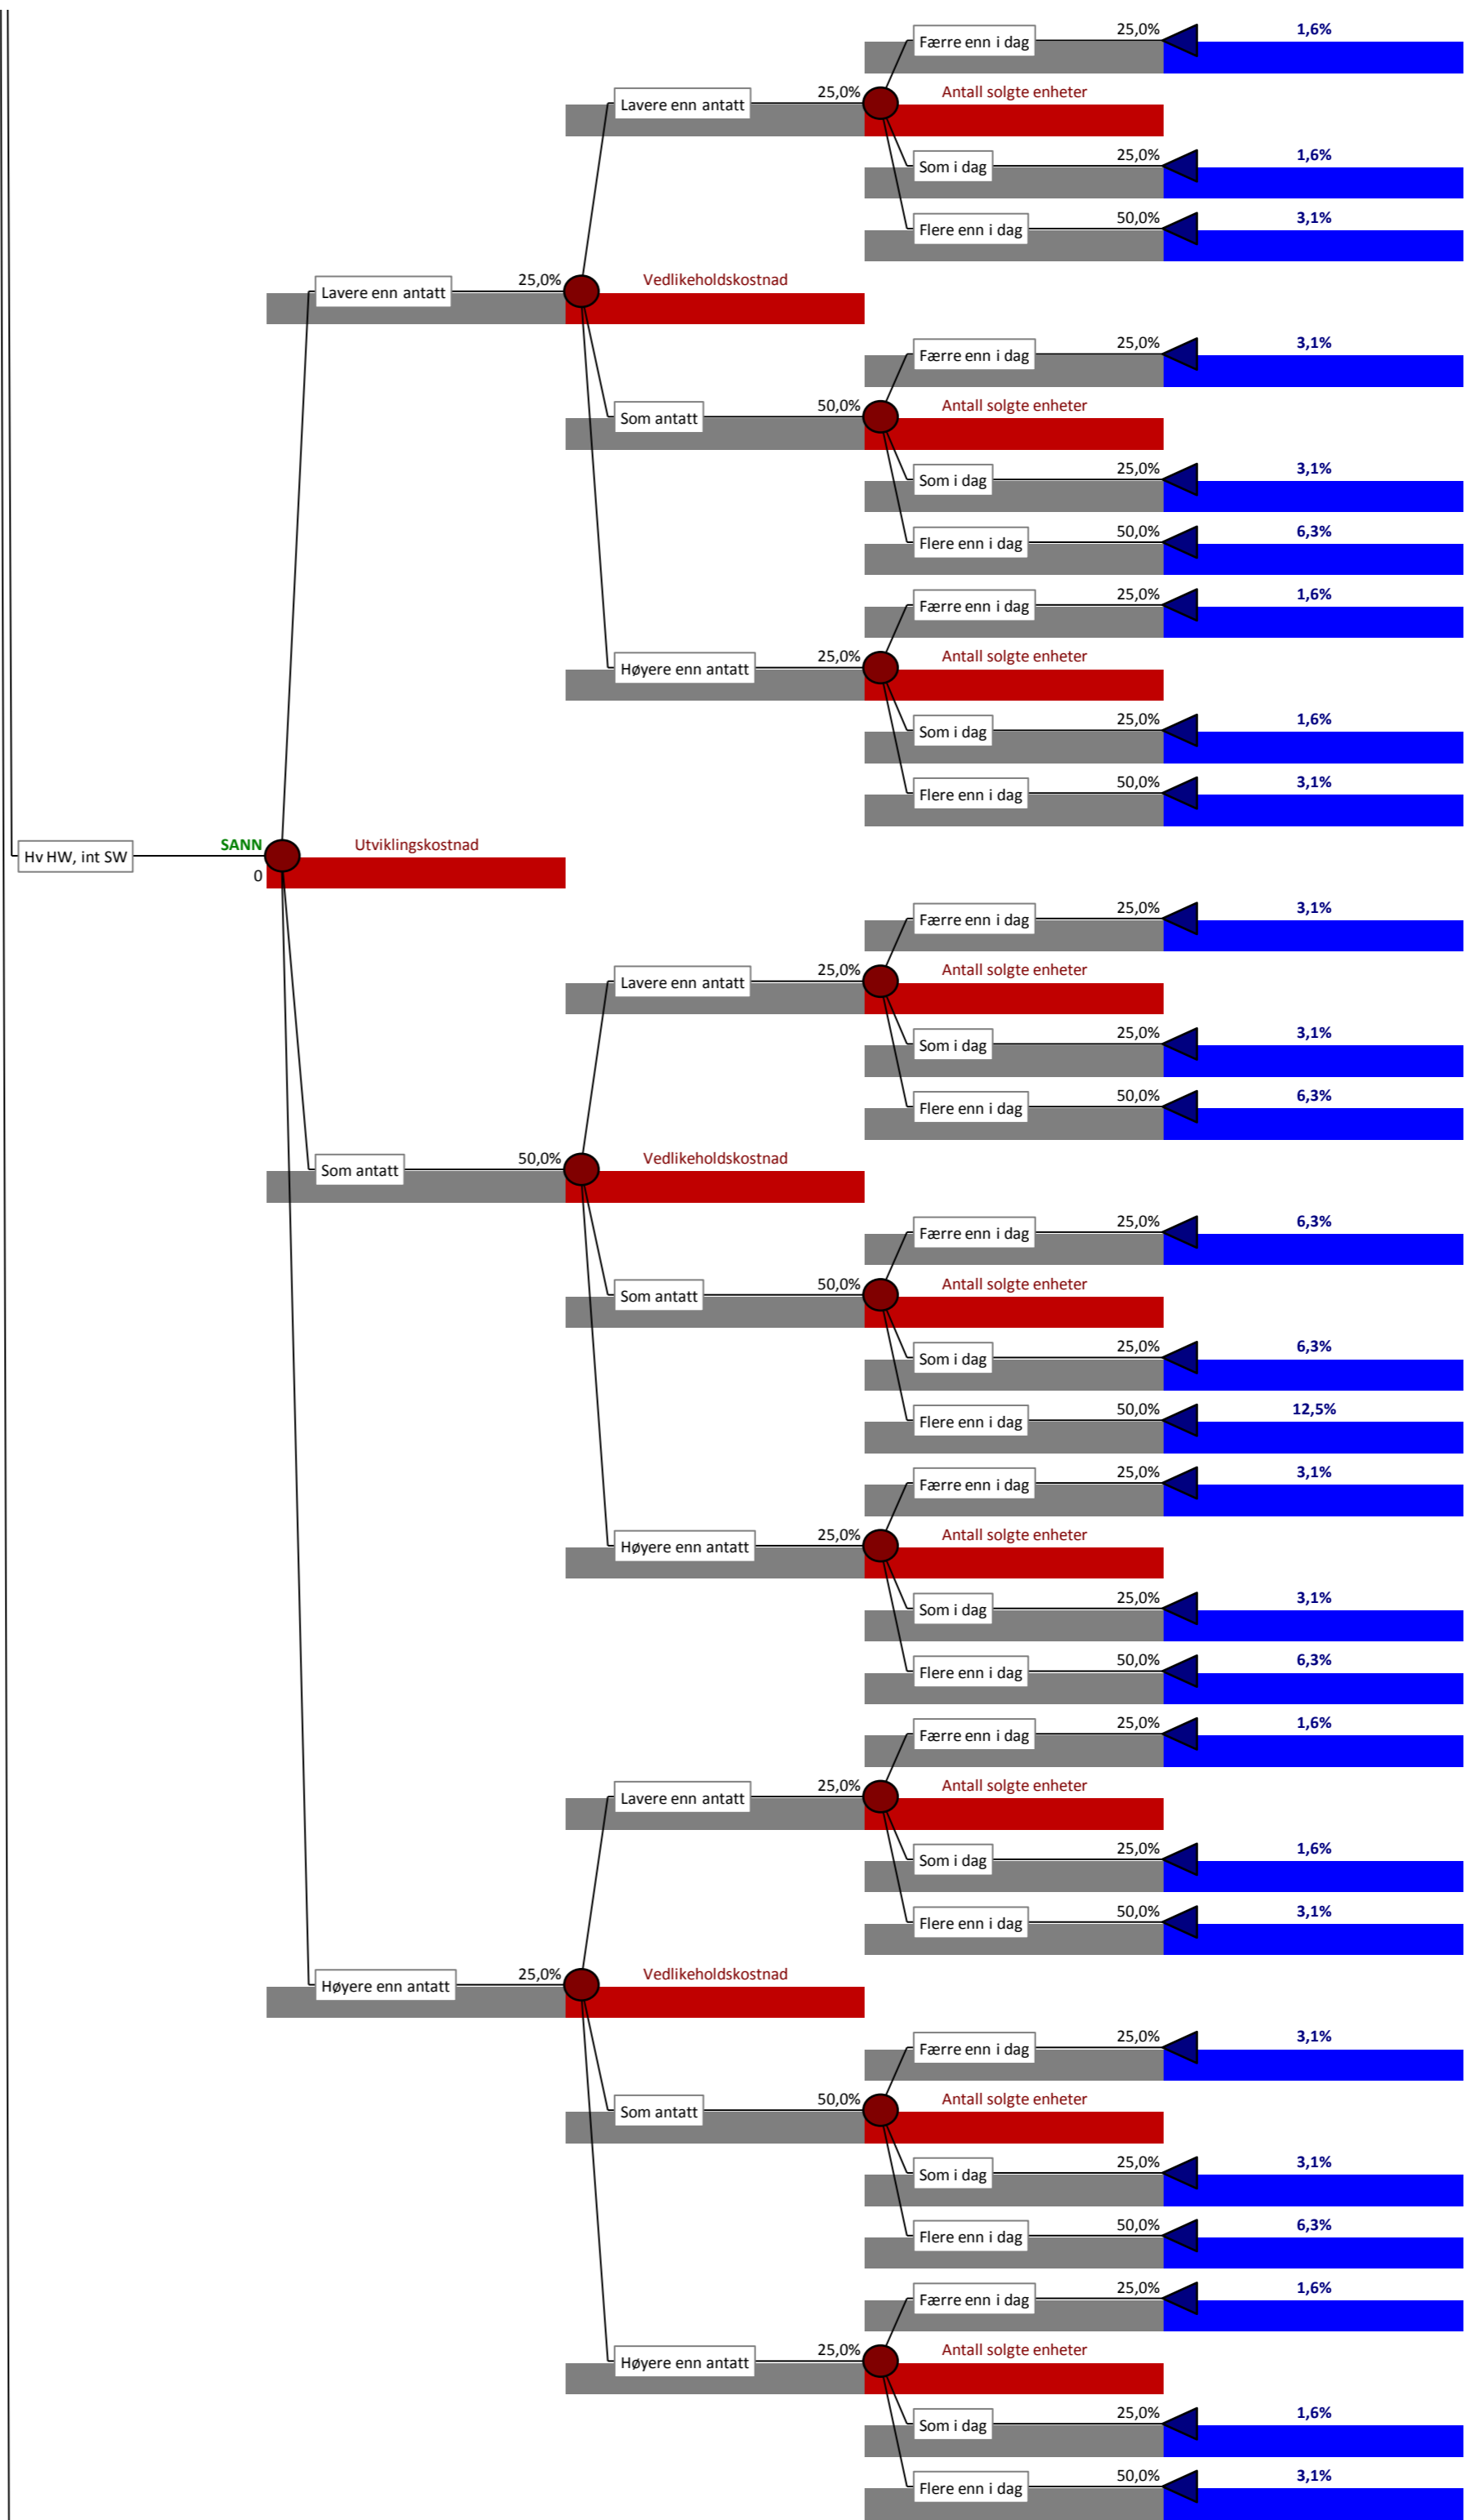 Færre enn i dag 25,0% 1,6%
Lavere enn antatt 25,0% Antall solgte enheter
Som i dag 25,0% 1,6%
Flere enn i dag 50,0% 3,1%
Lavere enn antatt 25,0% Vedlikeholdskostnad
Færre enn i dag 25,0% 3,1%
Som antatt 50,0% Antall solgte enheter
Som i dag 25,0% 3,1%
Flere enn i dag 50,0% 6,3%
Færre enn i dag 25,0% 1,6%
Høyere enn antatt 25,0% Antall solgte enheter
Som i dag 25,0% 1,6%
Flere enn i dag 50,0% 3,1%
Hv HW, int SW SANN Utviklingskostnad
0
Færre enn i dag 25,0% 3,1%
Lavere enn antatt 25,0% Antall solgte enheter
Som i dag 25,0% 3,1%
Flere enn i dag 50,0% 6,3%
Som antatt 50,0% Vedlikeholdskostnad
Færre enn i dag 25,0% 6,3%
Som antatt 50,0% Antall solgte enheter
Som i dag 25,0% 6,3%
Flere enn i dag 50,0% 12,5%
Færre enn i dag 25,0% 3,1%
Høyere enn antatt 25,0% Antall solgte enheter
Som i dag 25,0% 3,1%
Flere enn i dag 50,0% 6,3%
Færre enn i dag 25,0% 1,6%
Lavere enn antatt 25,0% Antall solgte enheter
Som i dag 25,0% 1,6%
Flere enn i dag 50,0% 3,1%
Høyere enn antatt 25,0% Vedlikeholdskostnad
Færre enn i dag 25,0% 3,1%
Som antatt 50,0% Antall solgte enheter
Som i dag 25,0% 3,1%
Flere enn i dag 50,0% 6,3%
Færre enn i dag 25,0% 1,6%
Høyere enn antatt 25,0% Antall solgte enheter
Som i dag 25,0% 1,6%
Flere enn i dag 50,0% 3,1%